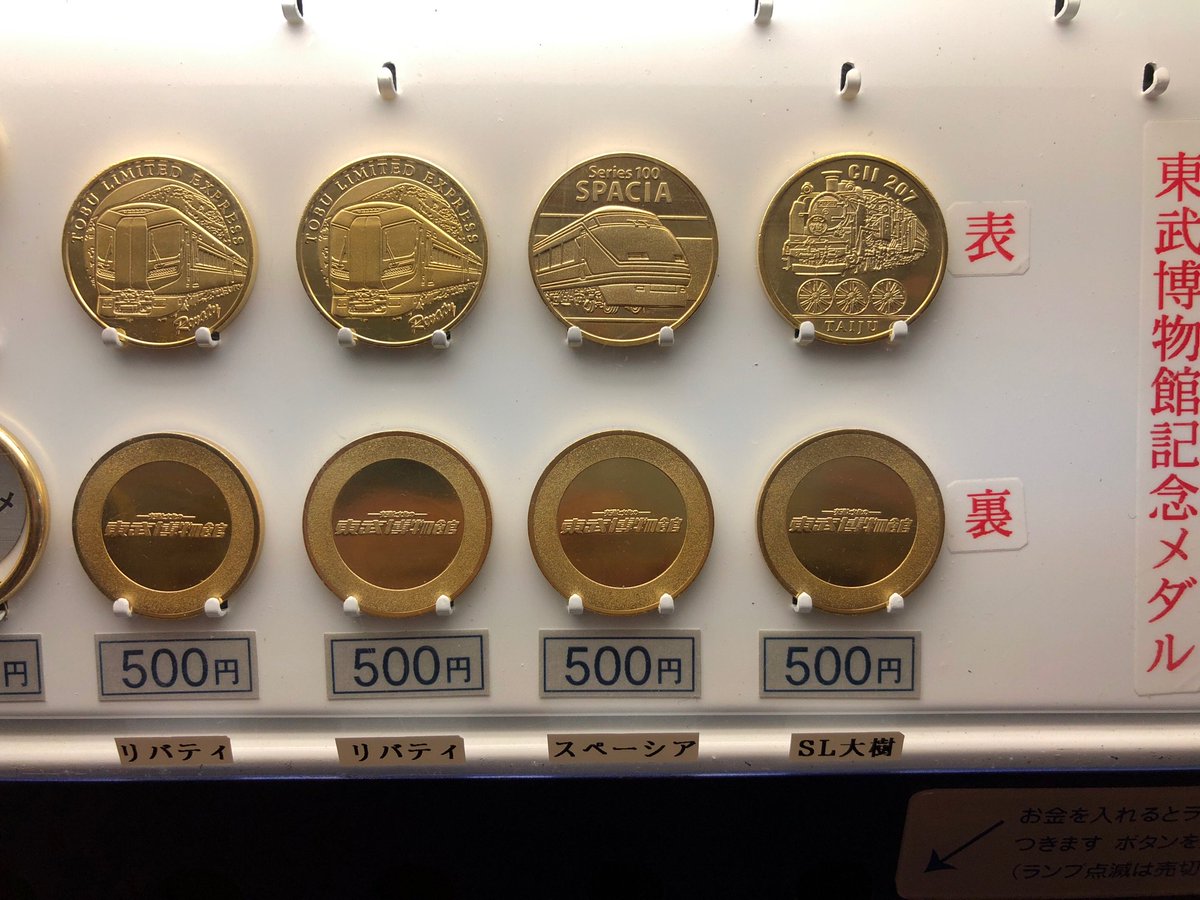 TOBU LIMITED EXPRESS
Revaty
TOBU LIMITED EXPRESS
Revaty
Series 100
SPACIA
C11 207
TAIJU
表
東武博物館
東武博物館
東武博物館
東武博物館
裏
メ
円
500円
500円
500円
500円
リバティ
リバティ
スペーシア
SL大樹
東武博物館記念メダル
お金を入れるとラ
つきます ボタンを
(ランプ点滅は売切